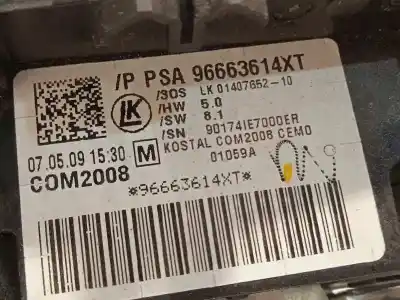 /P PSA 96663614XT
/SOS LK 01407652-10
/HW 5.0
/SW 8.1
/SN 90174IE7000ER
LK
07.05.09 15:30 M KOSTAL COM2008 CEMO
COM2008 01059A
*96663614XT*